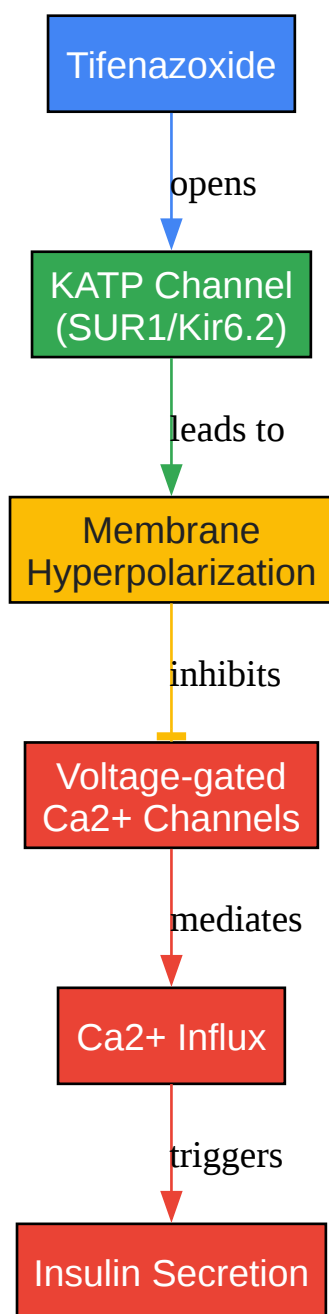 Tifenazoxide
opens
KATP Channel
(SUR1/Kir6.2)
leads to
Membrane
Hyperpolarization
inhibits
Voltage-gated
Ca2+ Channels
mediates
Ca2+ Influx
triggers
Insulin Secretion